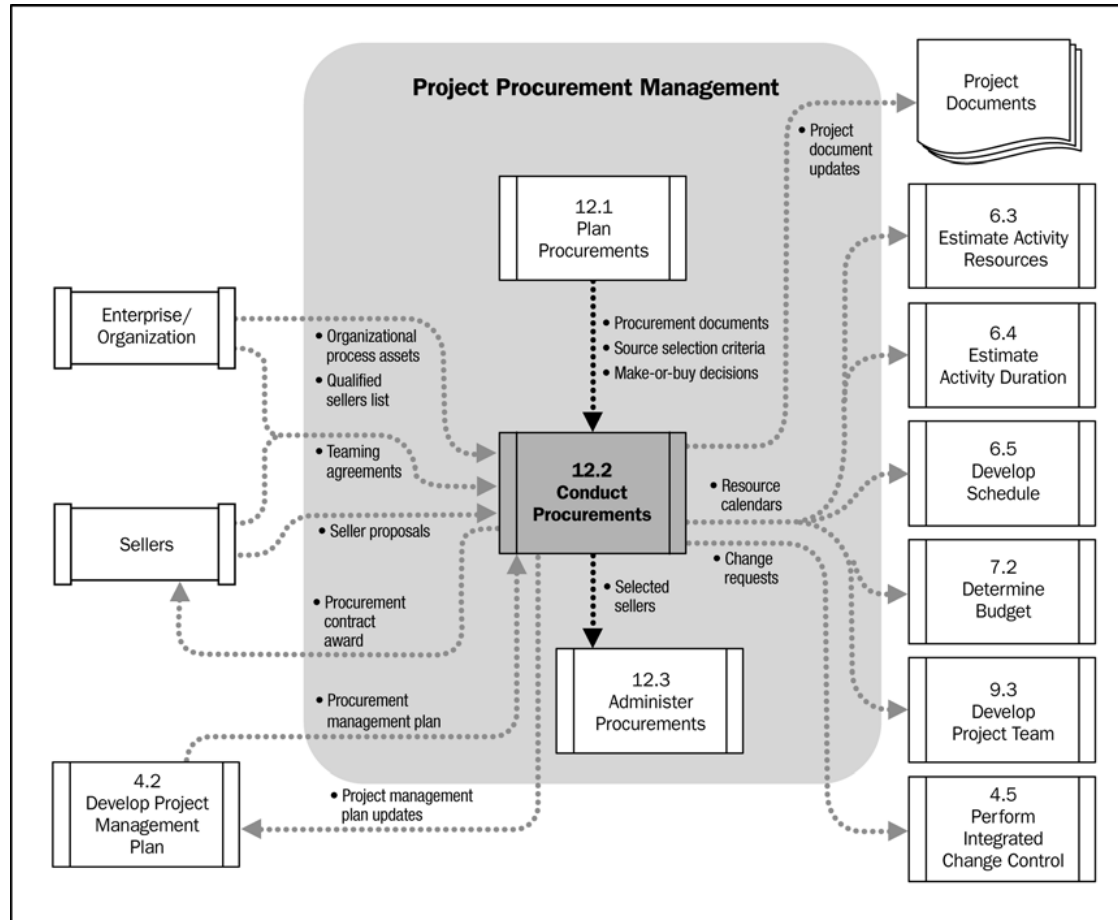 Project Procurement Management
Project
Documents
• Project
document
updates
12.1
Plan
Procurements
6.3
Estimate Activity
Resources
Enterprise/
Organization
• Organizational
process assets
• Qualified
sellers list
• Procurement documents
• Source selection criteria
• Make-or-buy decisions
6.4
Estimate
Activity Duration
• Teaming
agreements
12.2
Conduct
Procurements
• Resource
calendars
6.5
Develop
Schedule
Sellers
• Seller proposals
• Change
requests
• Selected
sellers
7.2
Determine
Budget
• Procurement
contract
award
12.3
Administer
Procurements
9.3
Develop
Project Team
• Procurement
management plan
4.2
Develop Project
Management
Plan
• Project management
plan updates
4.5
Perform
Integrated
Change Control